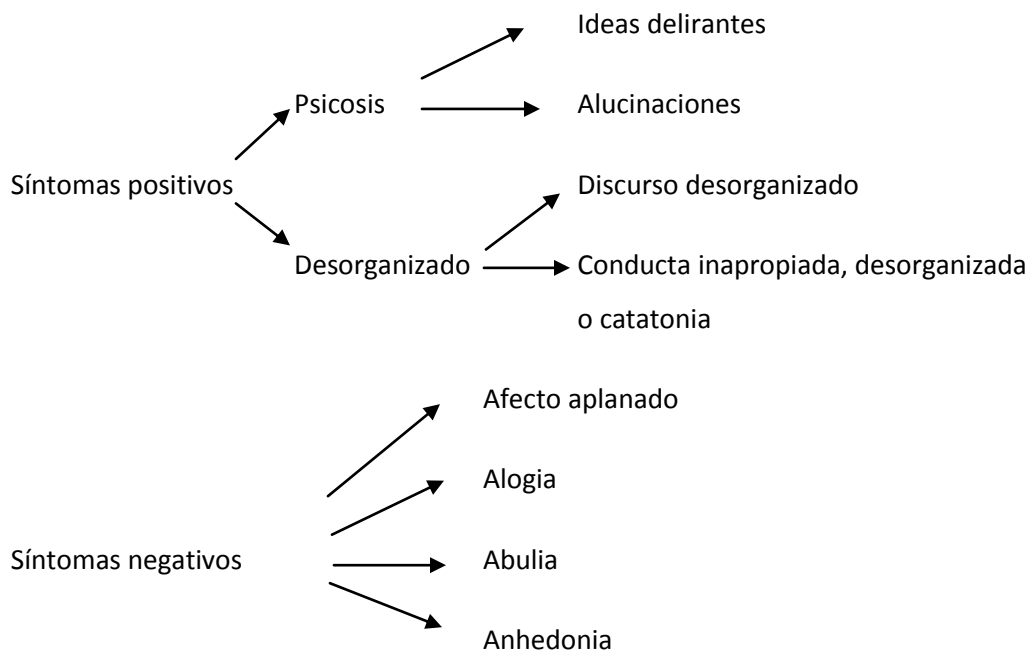 Ideas delirantes
Psicosis
Alucinaciones
Síntomas positivos
Discurso desorganizado
Desorganizado
Conducta inapropiada, desorganizada
o catatonia
Afecto aplanado
Alogia
Síntomas negativos
Abulia
Anhedonia